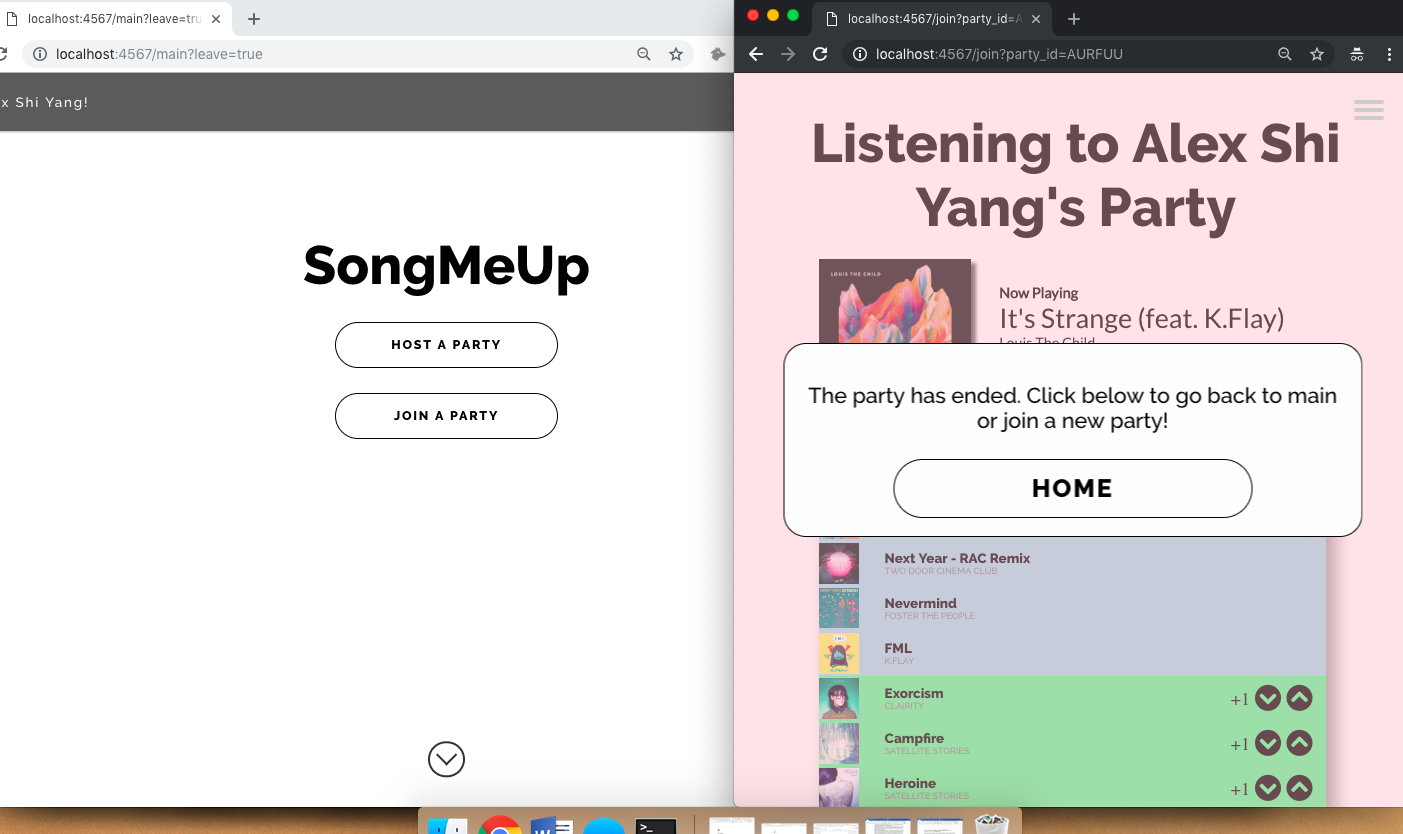 localhost:4567/main?leave=tru
localhost:4567/main?leave=true
x Shi Yang!
SongMeUp
HOST A PARTY
JOIN A PARTY
localhost:4567/join?party_id=A
localhost:4567/join?party_id=AURFUU
Listening to Alex Shi
Yang's Party
LOUIS THE CHILD
Now Playing
It's Strange (feat. K.Flay)
Louis The Child
The party has ended. Click below to go back to main
or join a new party!
HOME
Next Year - RAC Remix
TWO DOOR CINEMA CLUB
Nevermind
FOSTER THE PEOPLE
FML
K.FLAY
Exorcism
CLAIRITY
+1
Campfire
SATELLITE STORIES
+1
Heroine
SATELLITE STORIES
+1
W
>_